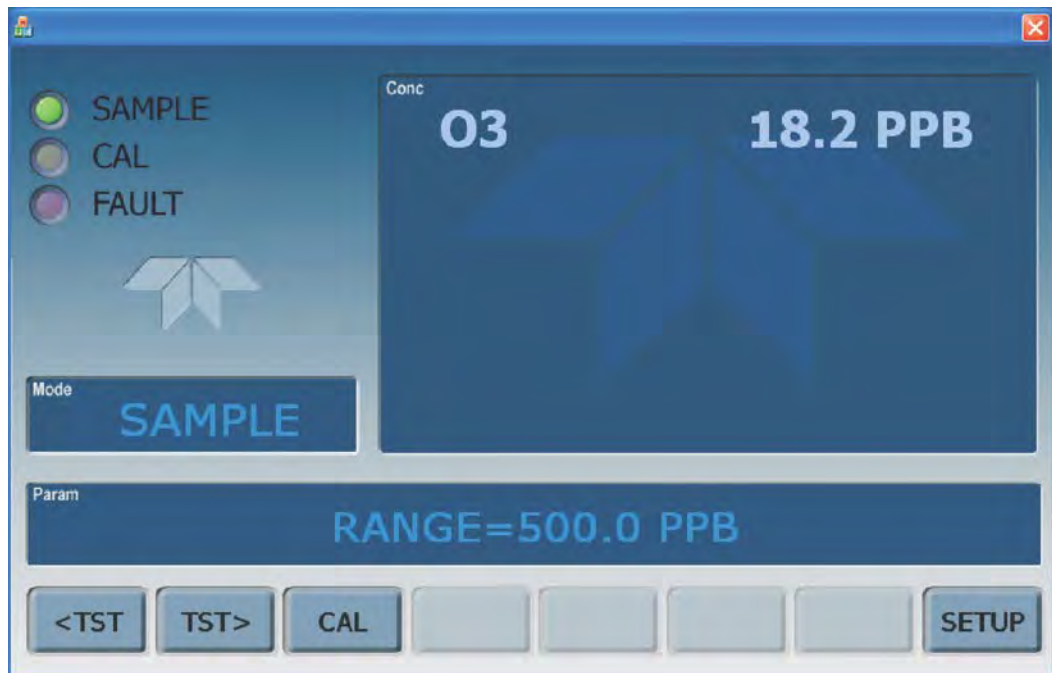 SAMPLE
CAL
FAULT
Conc
O3 18.2 PPB
Mode
SAMPLE
Param
RANGE=500.0 PPB
<TST TST> CAL SETUP